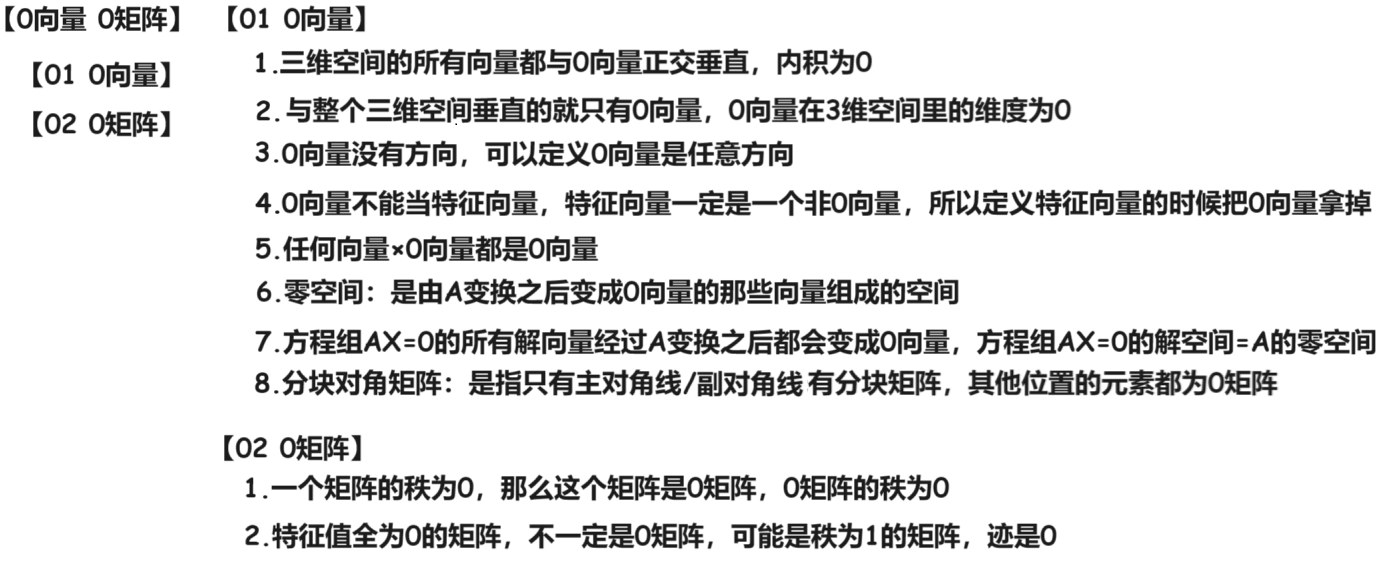 【0向量 0矩阵】
【01 0向量】
【02 0矩阵】
【01 0向量】
1.三维空间的所有向量都与0向量正交垂直，内积为0
2.与整个三维空间垂直的就只有0向量，0向量在3维空间里的维度为0
3.0向量没有方向，可以定义0向量是任意方向
4.0向量不能当特征向量，特征向量一定是一个非0向量，所以定义特征向量的时候把0向量拿掉
5.任何向量×0向量都是0向量
6.零空间：是由A变换之后变成0向量的那些向量组成的空间
7.方程组AX=0的所有解向量经过A变换之后都会变成0向量，方程组AX=0的解空间=A的零空间
8.分块对角矩阵：是指只有主对角线/副对角线 有分块矩阵，其他位置的元素都为0矩阵
【02 0矩阵】
1.一个矩阵的秩为0，那么这个矩阵是0矩阵，0矩阵的秩为0
2.特征值全为0的矩阵，不一定是0矩阵，可能是秩为1的矩阵，迹是0